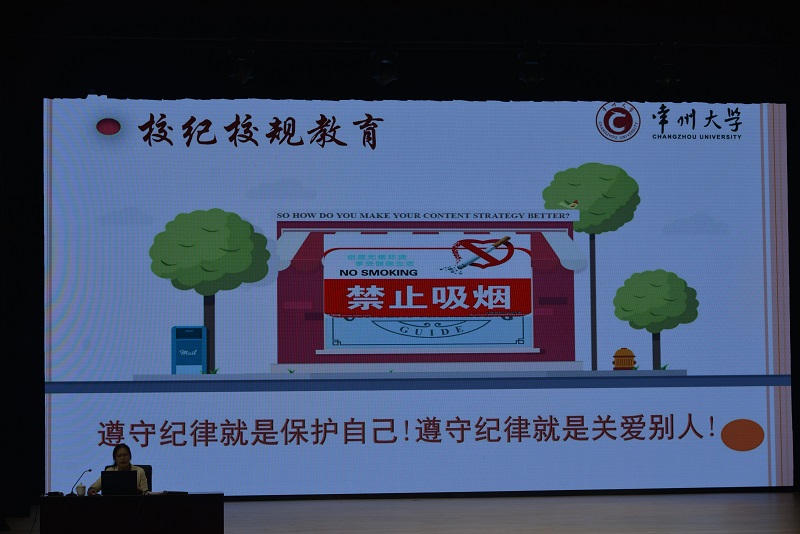 校纪校规教育
常州大学
CHANGZHOU UNIVERSITY
SO HOW DO YOU MAKE YOUR CONTENT STRATEGY BETTER?
NO SMOKING
禁止吸烟
GUIDE
Mail
遵守纪律就是保护自己!遵守纪律就是关爱别人!